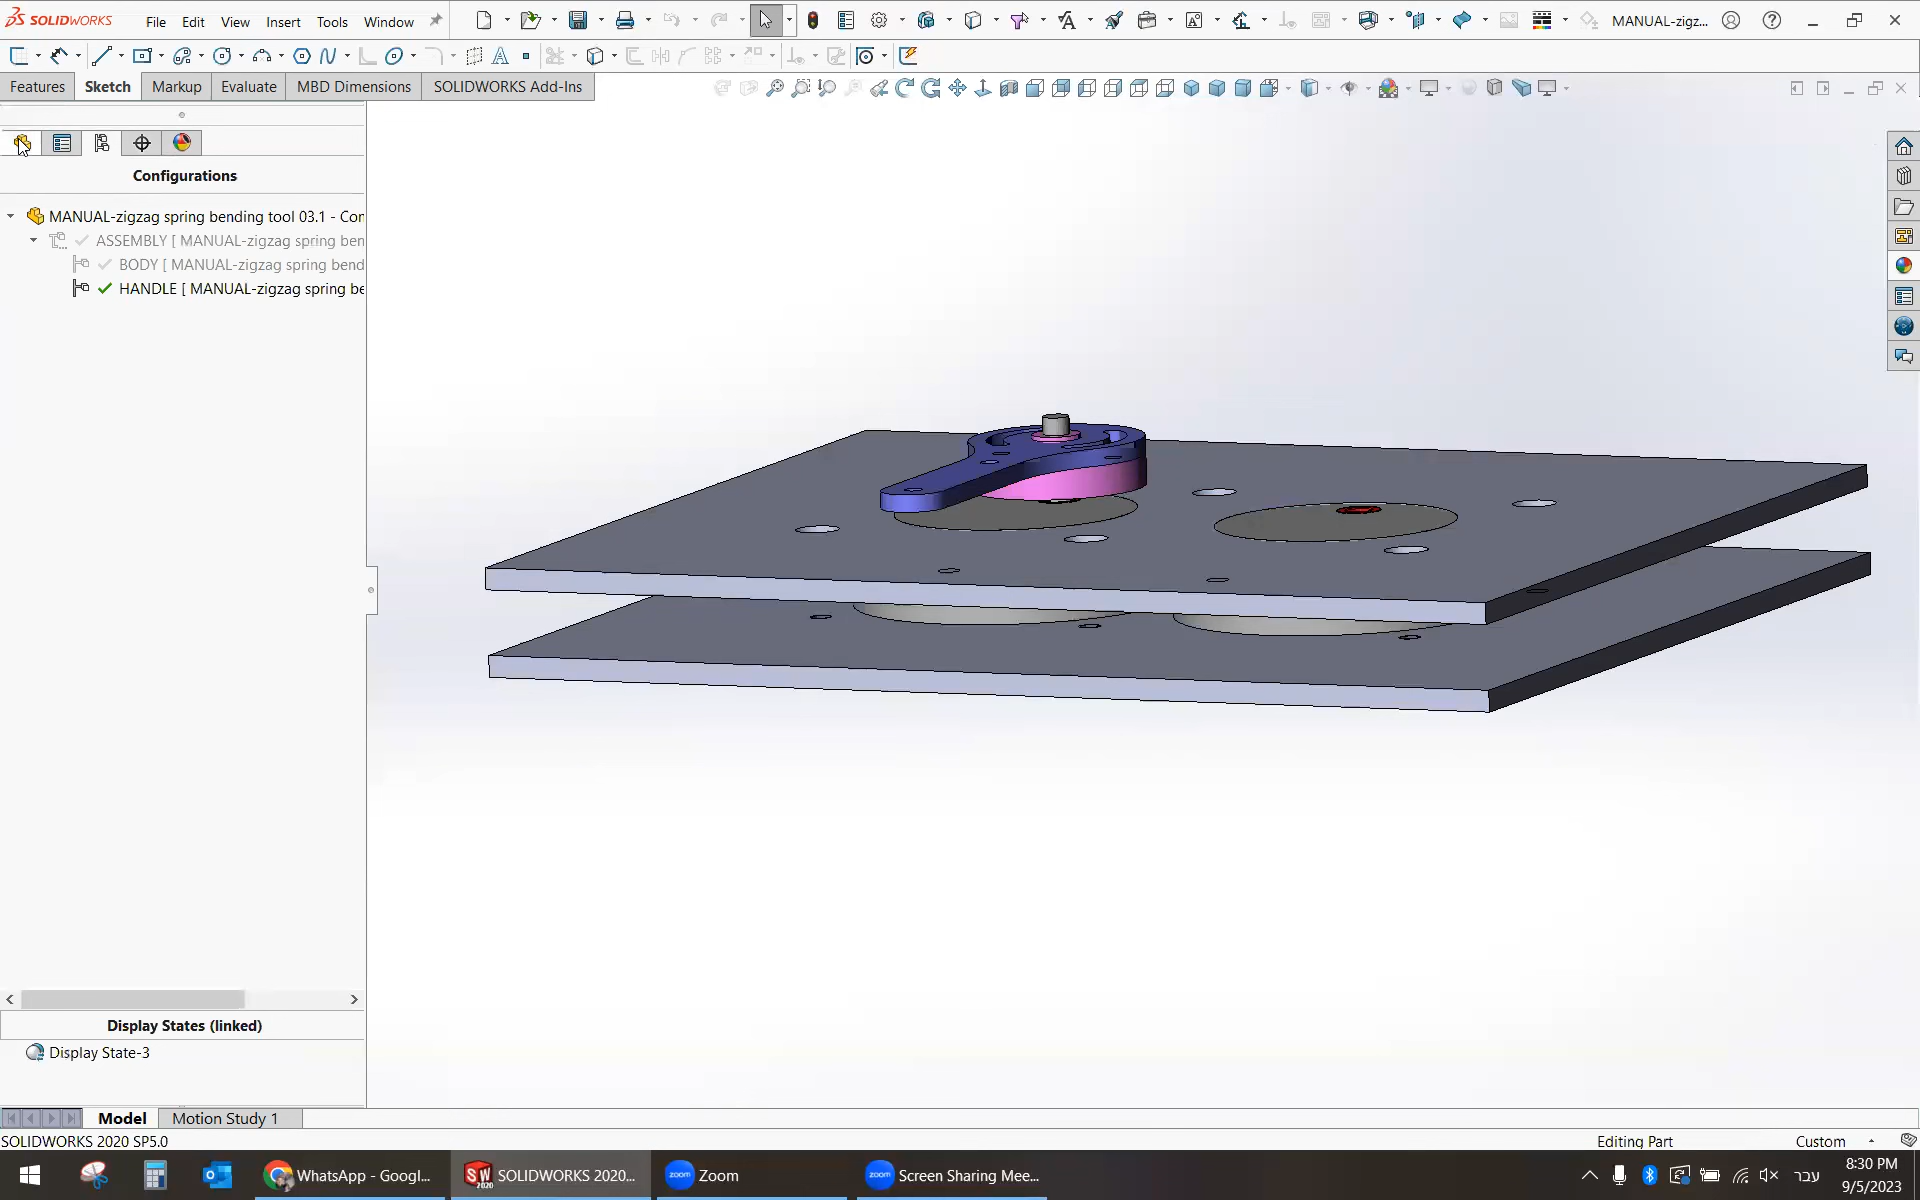 SOLIDWORKS File Edit View Insert Tools Window MANUAL-zigz...
Features Sketch Markup Evaluate MBD Dimensions SOLIDWORKS Add-Ins
Configurations
MANUAL-zigzag spring bending tool 03.1 - Con
ASSEMBLY [ MANUAL-zigzag spring ben
BODY [ MANUAL-zigzag spring bend
HANDLE [ MANUAL-zigzag spring be
Display States (linked)
Display State-3
Model Motion Study 1
SOLIDWORKS 2020 SP5.0 Editing Part Custom
WhatsApp - Googl... SOLIDWORKS 2020... Zoom Screen Sharing Mee... עבר 8:30 PM
9/5/2023